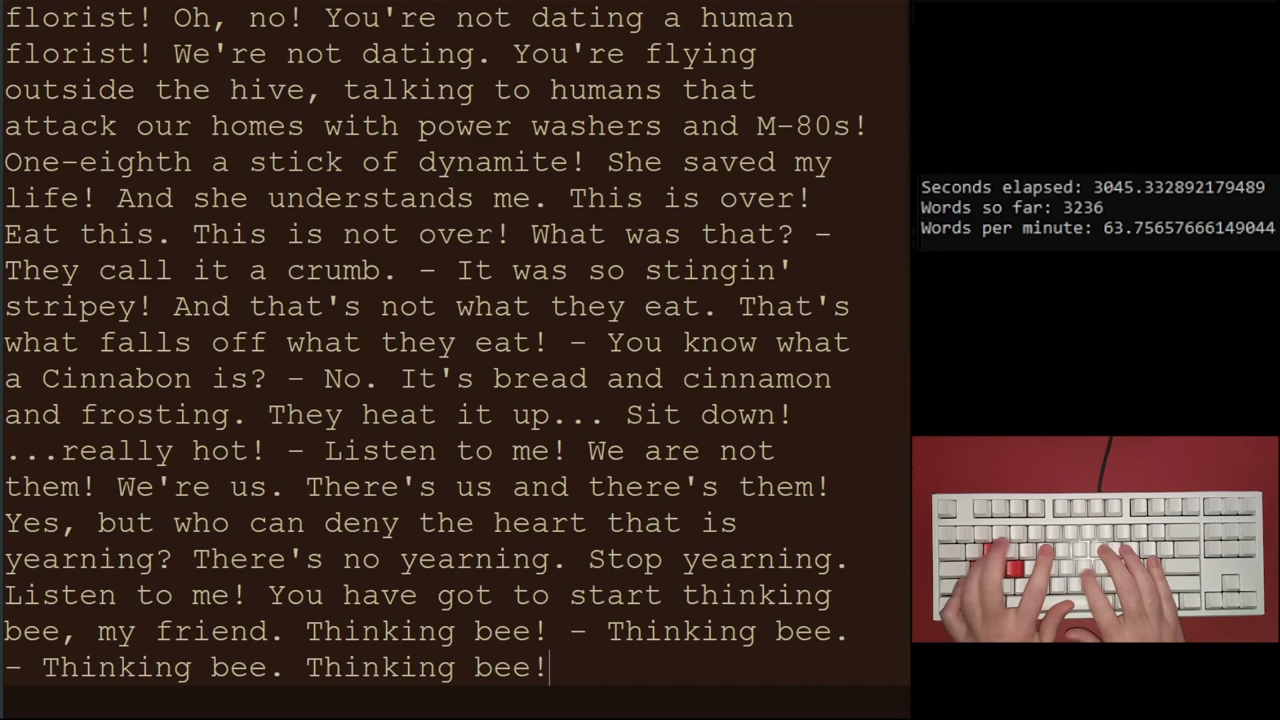 florist! Oh, no! You're not dating a human
florist! We're not dating. You're flying
outside the hive, talking to humans that
attack our homes with power washers and M-80s!
One-eighth a stick of dynamite! She saved my
life! And she understands me. This is over!
Eat this. This is not over! What was that? -
They call it a crumb. - It was so stingin'
stripey! And that's not what they eat. That's
what falls off what they eat! - You know what
a Cinnabon is? - No. It's bread and cinnamon
and frosting. They heat it up... Sit down!
...really hot! - Listen to me! We are not
them! We're us. There's us and there's them!
Yes, but who can deny the heart that is
yearning? There's no yearning. Stop yearning.
Listen to me! You have got to start thinking
bee, my friend. Thinking bee! - Thinking bee.
- Thinking bee. Thinking bee!
Seconds elapsed: 3045.332892179489
Words so far: 3236
Words per minute: 63.75657666149044